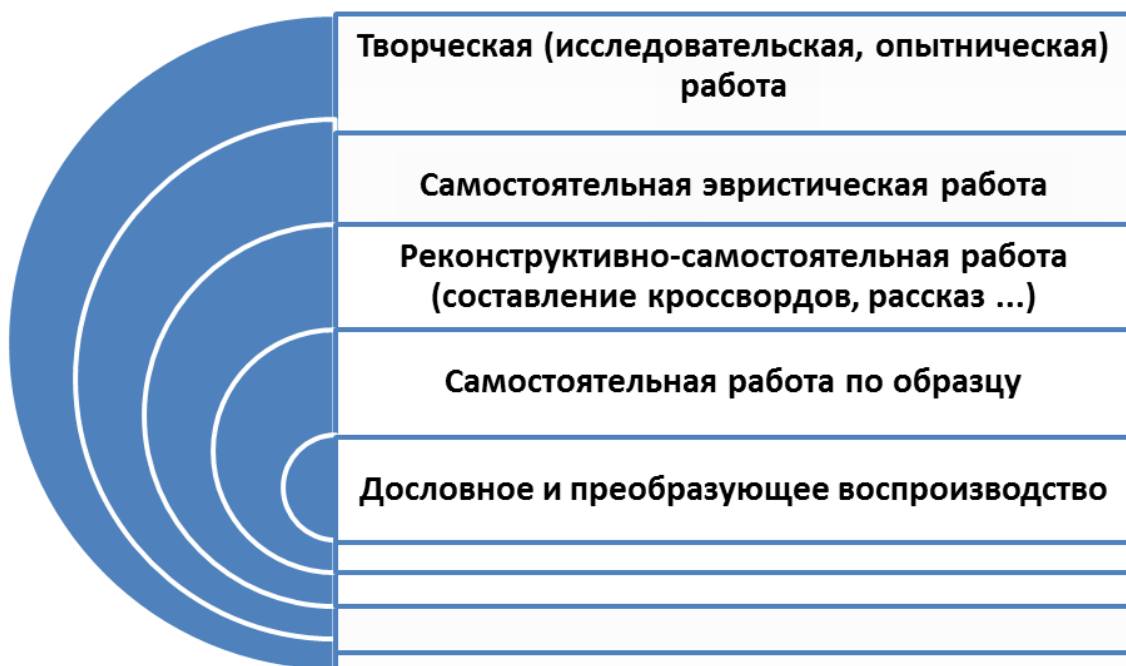 Творческая (исследовательская, опытническая)
работа
Самостоятельная эвристическая работа
Реконструктивно-самостоятельная работа
(составление кроссвордов, рассказ ...)
Самостоятельная работа по образцу
Дословное и преобразующее воспроизводство